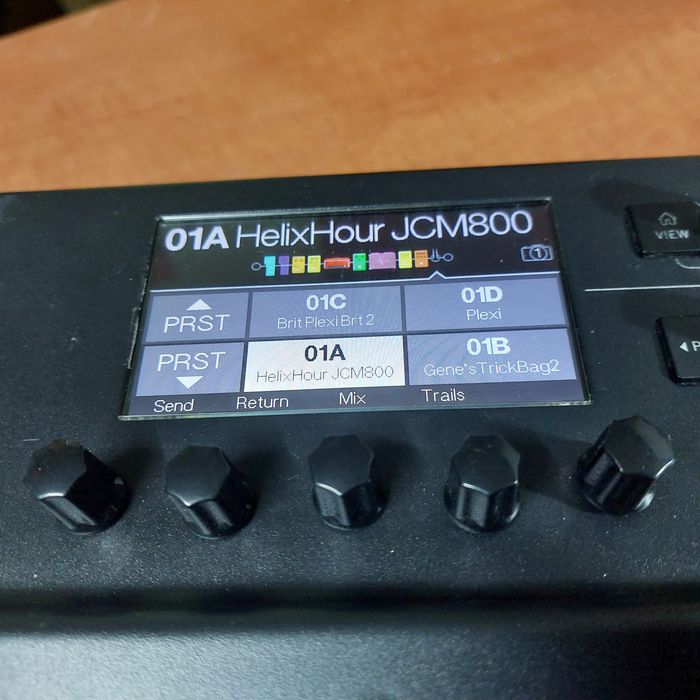 01A HelixHour JCM800
1
PRST
01C
Brit Plexi Brt 2
01D
Plexi
PRST
01A
HelixHour JCM800
01B
Gene'sTrickBag2
Send Return Mix Trails
VIEW
P